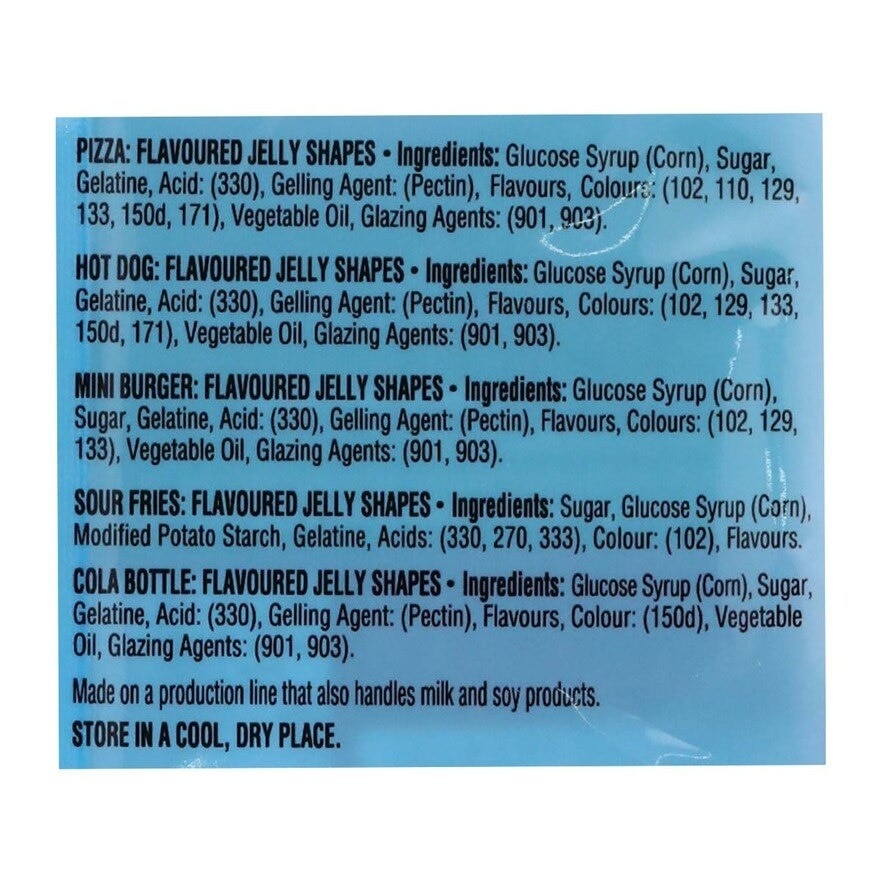 PIZZA: FLAVOURED JELLY SHAPES • Ingredients: Glucose Syrup (Corn), Sugar,
Gelatine, Acid: (330), Gelling Agent: (Pectin), Flavours, Colours: (102, 110, 129,
133, 150d, 171), Vegetable Oil, Glazing Agents: (901, 903).
HOT DOG: FLAVOURED JELLY SHAPES • Ingredients: Glucose Syrup (Corn), Sugar,
Gelatine, Acid: (330), Gelling Agent: (Pectin), Flavours, Colours: (102, 129, 133,
150d, 171), Vegetable Oil, Glazing Agents: (901, 903).
MINI BURGER: FLAVOURED JELLY SHAPES • Ingredients: Glucose Syrup (Corn),
Sugar, Gelatine, Acid: (330), Gelling Agent: (Pectin), Flavours, Colours: (102, 129,
133), Vegetable Oil, Glazing Agents: (901, 903).
SOUR FRIES: FLAVOURED JELLY SHAPES • Ingredients: Sugar, Glucose Syrup (Corn),
Modified Potato Starch, Gelatine, Acids: (330, 270, 333), Colour: (102), Flavours.
COLA BOTTLE: FLAVOURED JELLY SHAPES • Ingredients: Glucose Syrup (Corn), Sugar,
Gelatine, Acid: (330), Gelling Agent: (Pectin), Flavours, Colour: (150d), Vegetable
Oil, Glazing Agents: (901, 903).
Made on a production line that also handles milk and soy products.
STORE IN A COOL, DRY PLACE.